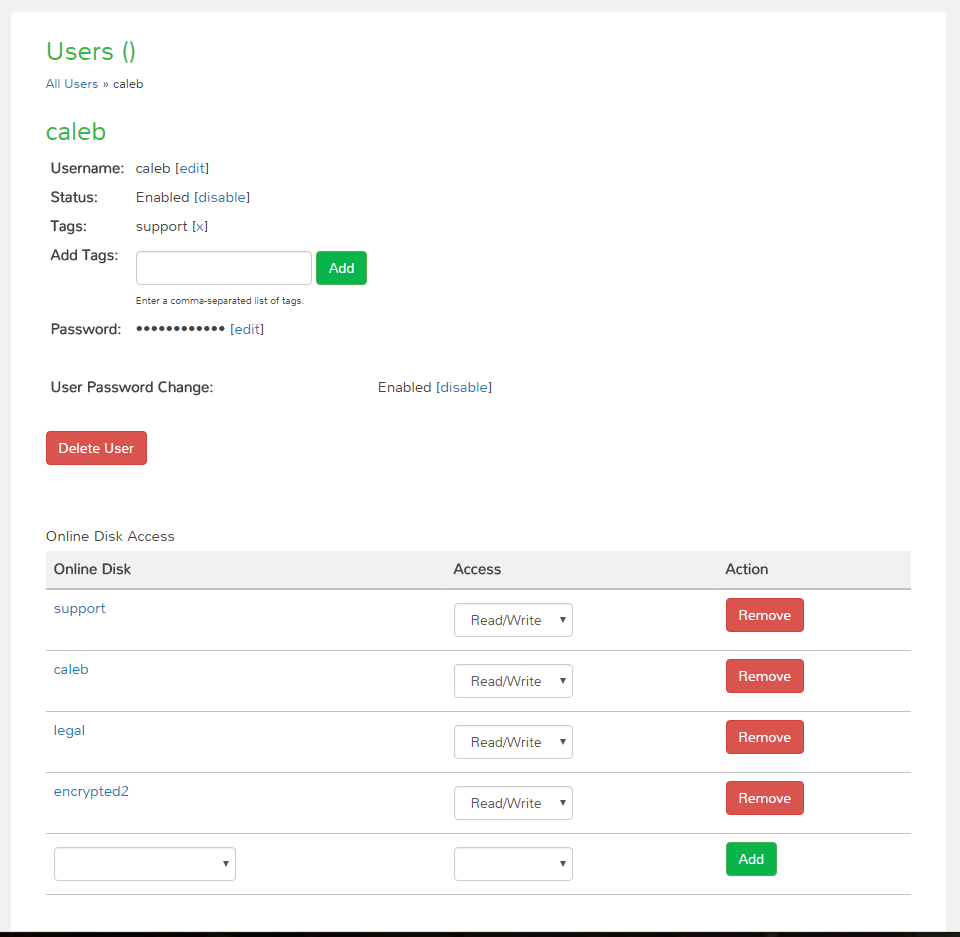 Users ()
All Users » caleb
caleb
Username: caleb [edit]
Status: Enabled [disable]
Tags: support [x]
Add Tags: Add
Enter a comma-separated list of tags.
Password: •••••••••••• [edit]
User Password Change: Enabled [disable]
Delete User
Online Disk Access
Online Disk Access Action
support Read/Write Remove
caleb Read/Write Remove
legal Read/Write Remove
encrypted2 Read/Write Remove
Add